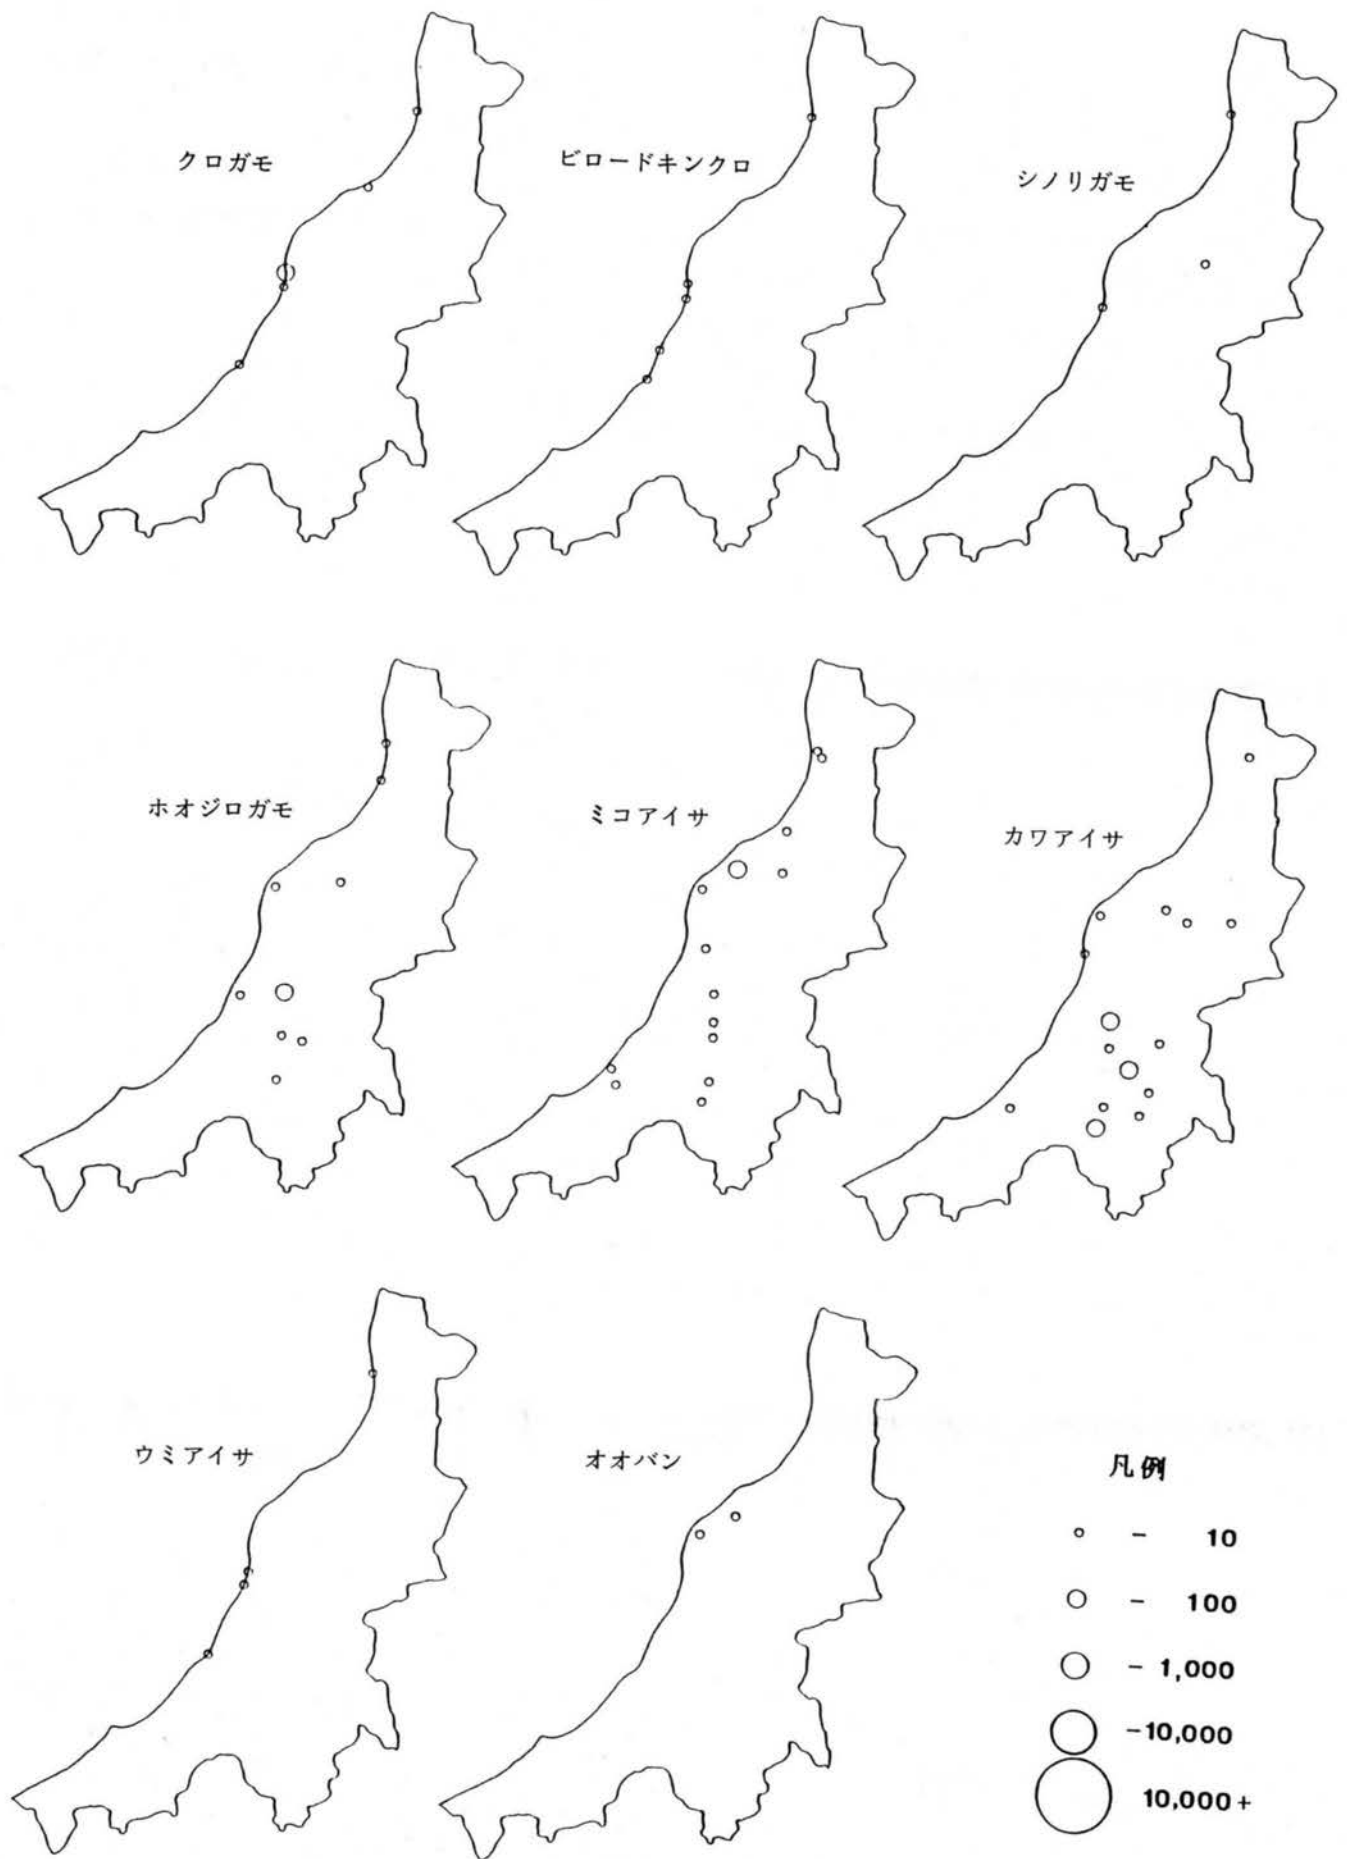 クロガモ
ビロードキンクロ
シノリガモ
ホオジロガモ
ミコアイサ
カワアイサ
ウミアイサ
オオバン
凡例
- 10
- 100
- 1,000
-10,000
10,000+